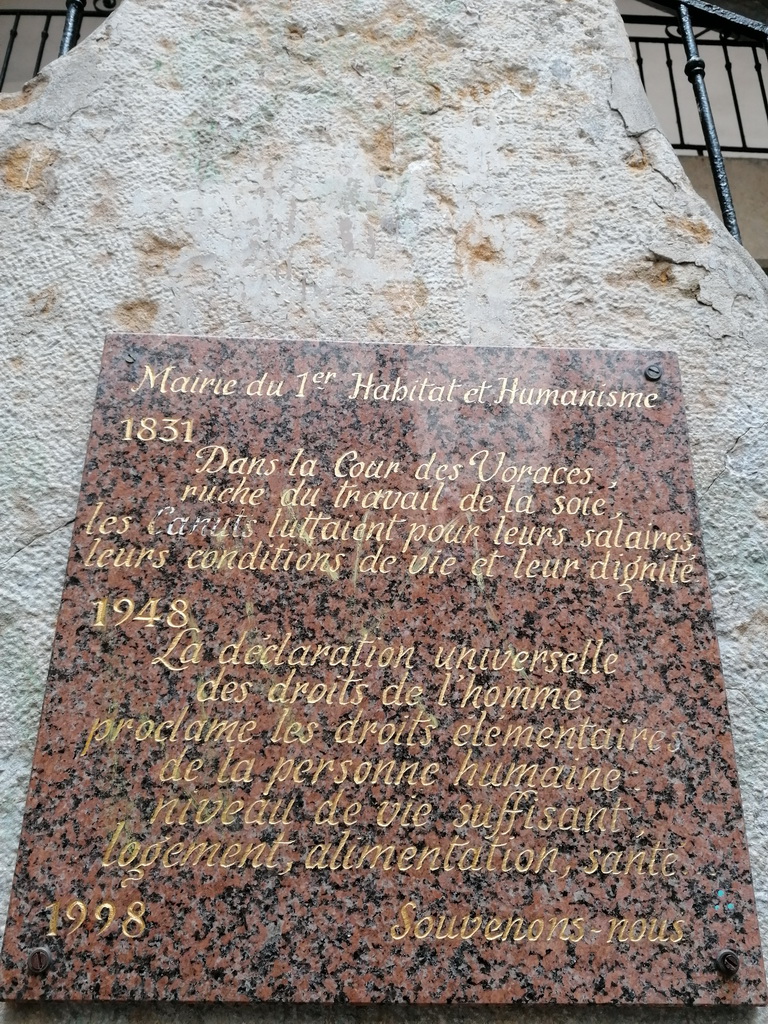 Mairie du 1er Habitat et Humanisme
1831
Dans la Cour des Voraces,
ruche du travail de la soie,
les Canuts luttaient pour leurs salaires,
leurs conditions de vie et leur dignité
1948
La déclaration universelle
des droits de l'homme
proclame les droits élémentaires
de la personne humaine :
niveau de vie suffisant,
logement, alimentation, santé
1998 Souvenons-nous